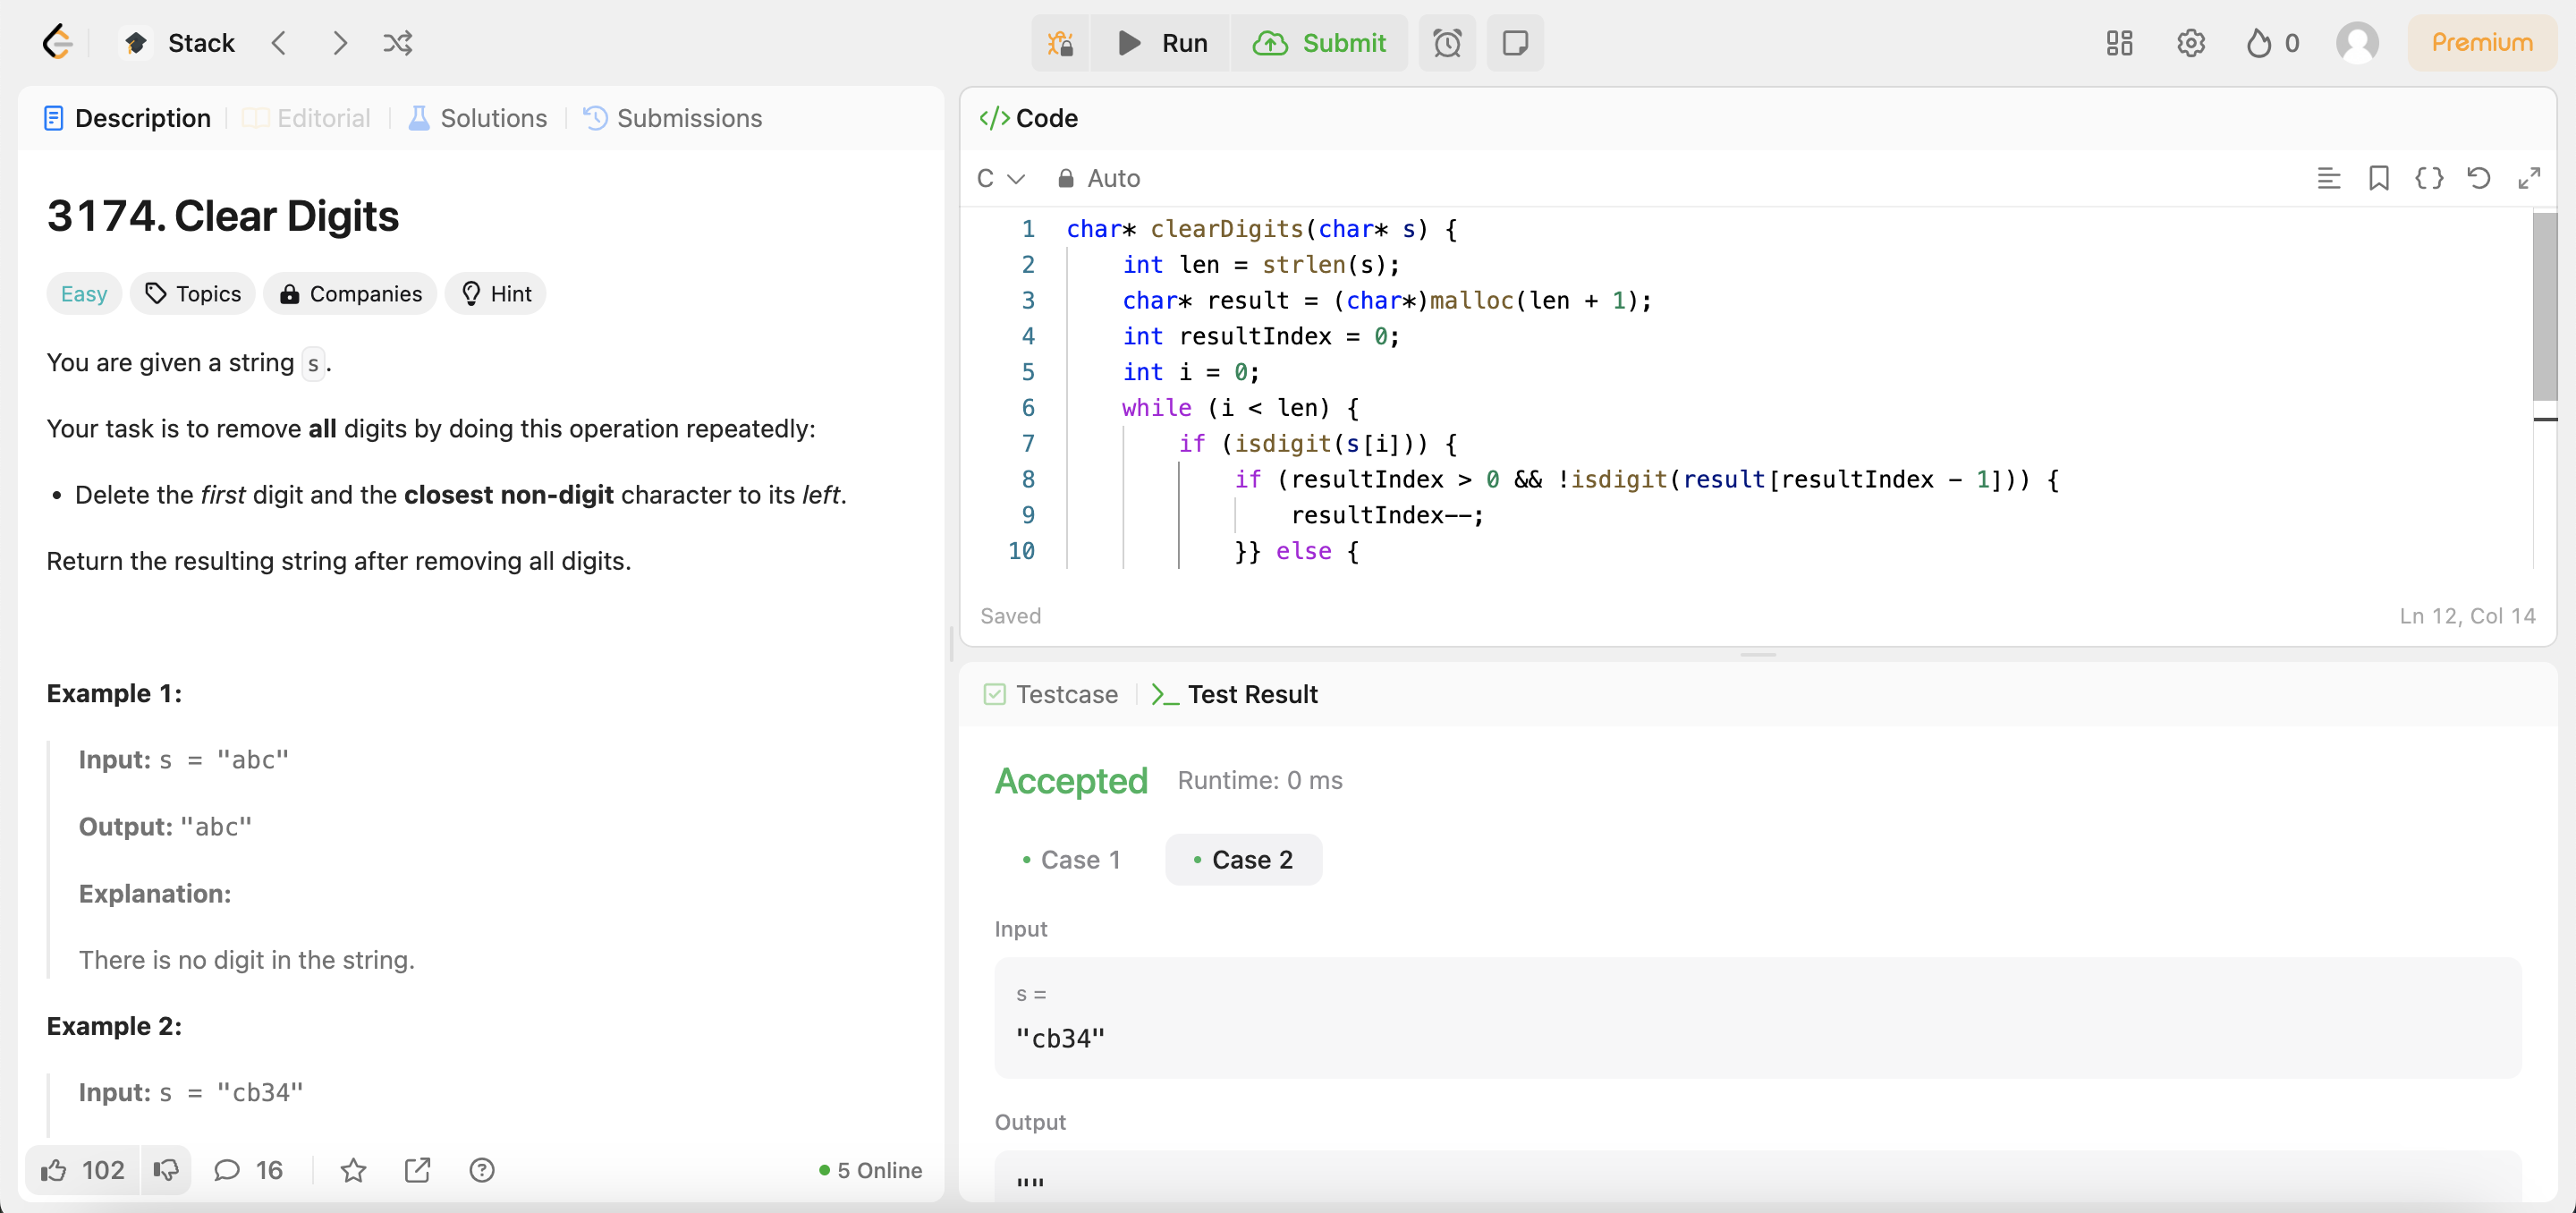 Stack
Run
Submit
0
Premium
Description
Editorial
Solutions
Submissions
3174. Clear Digits
Easy
Topics
Companies
Hint
You are given a string s.
Your task is to remove all digits by doing this operation repeatedly:
• Delete the first digit and the closest non-digit character to its left.
Return the resulting string after removing all digits.
Example 1:
Input: s = "abc"
Output: "abc"
Explanation:
There is no digit in the string.
Example 2:
Input: s = "cb34"
102
16
5 Online
</> Code
C
Auto
1 char* clearDigits(char* s) {
2 int len = strlen(s);
3 char* result = (char*)malloc(len + 1);
4 int resultIndex = 0;
5 int i = 0;
6 while (i < len) {
7 if (isdigit(s[i])) {
8 if (resultIndex > 0 && !isdigit(result[resultIndex - 1])) {
9 resultIndex--;
10 }} else {
Saved
Ln 12, Col 14
Testcase
Test Result
Accepted
Runtime: 0 ms
• Case 1
• Case 2
Input
s =
"cb34"
Output
""